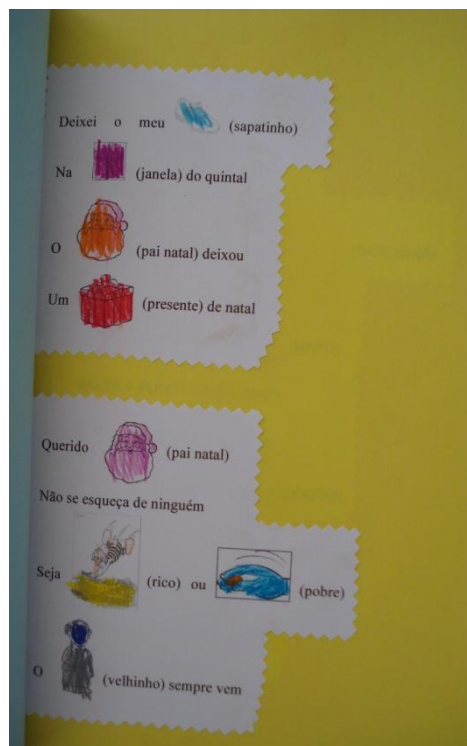 Deixei o meu (sapatinho)
Na (janela) do quintal
O (pai natal) deixou
Um (presente) de natal
Querido (pai natal)
Não se esqueça de ninguém
Seja (rico) ou (pobre)
O (velhinho) sempre vem